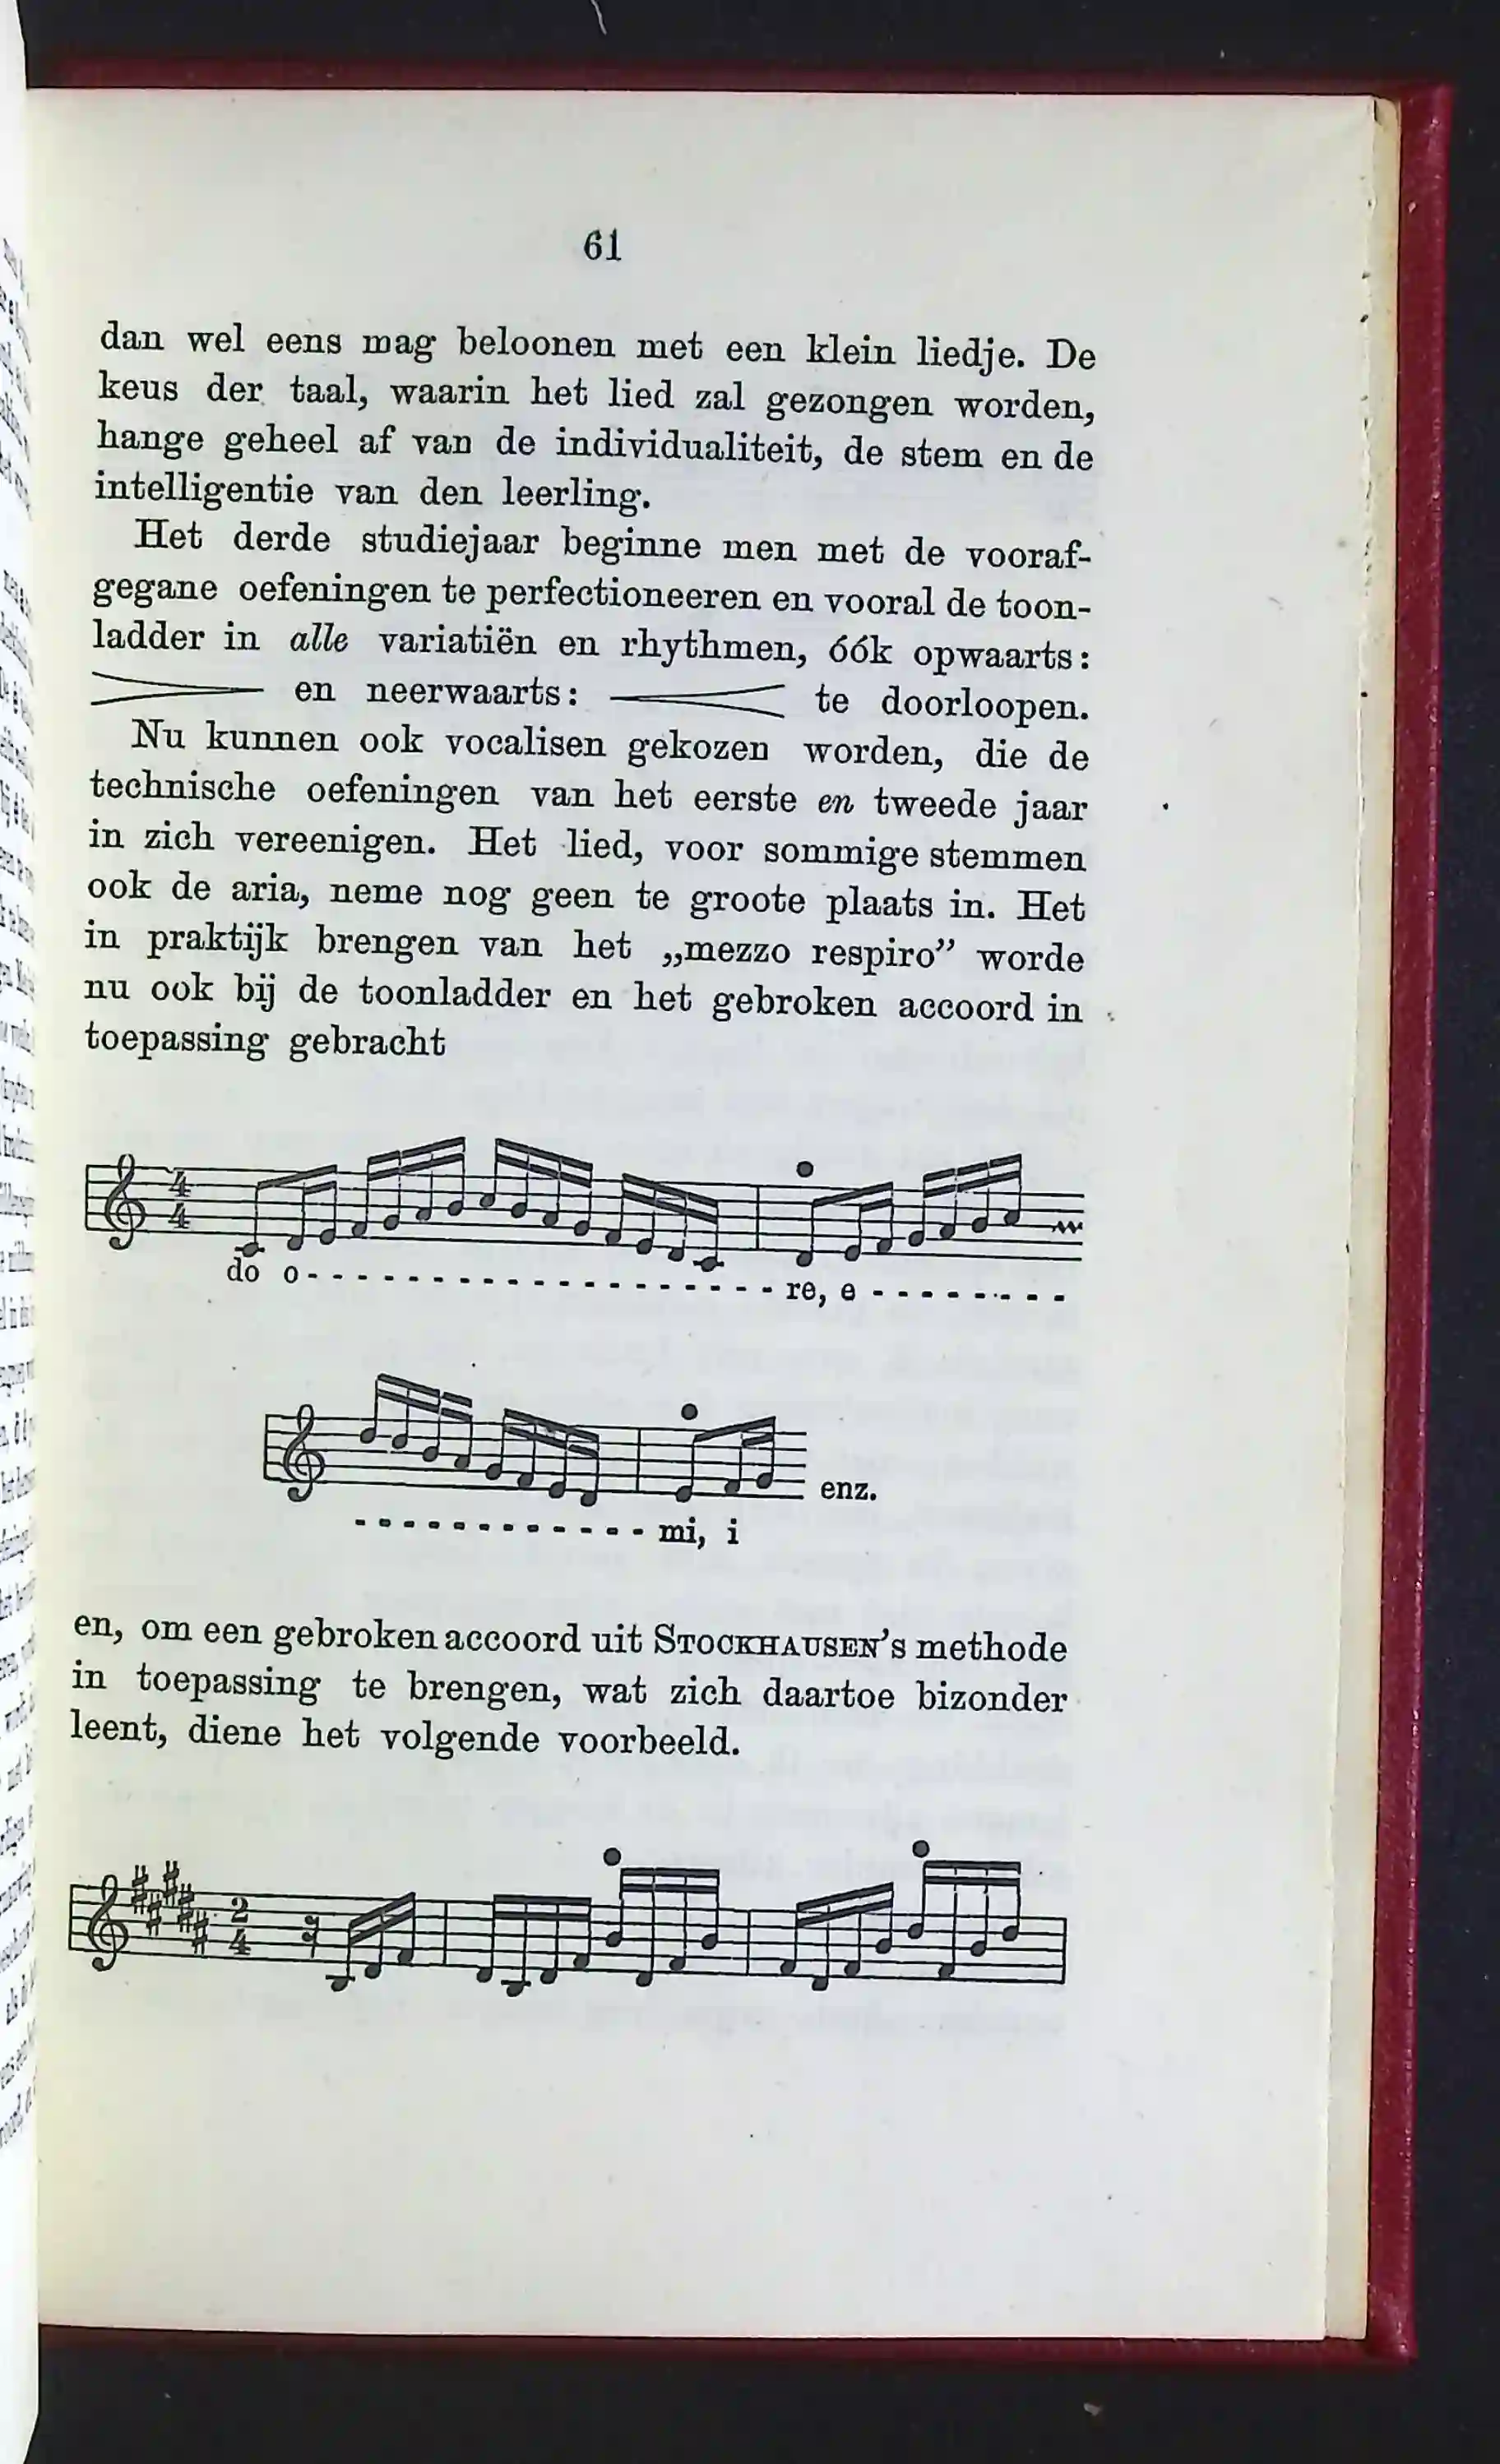 61
dan wel eens mag beloonen met een klein liedje. De
keus der taal, waarin het lied zal gezongen worden,
hange geheel af van de individualiteit, de stem en de
intelligentie van den leerling.
Het derde studiejaar beginne men met de vooraf-
gegane oefeningen te perfectioneeren en vooral de toon-
ladder in alle variatiën en rhythmen, óók opwaarts:
en neerwaarts: te doorloopen.
Nu kunnen ook vocalisen gekozen worden, die de
technische oefeningen van het eerste en tweede jaar
in zich vereenigen. Het lied, voor sommige stemmen
ook de aria, neme nog geen te groote plaats in. Het
in praktijk brengen van het „mezzo respiro” worde
nu ook bij de toonladder en het gebroken accoord in
toepassing gebracht
4
4
do o - - - - - - - - - - - - - - - - - - - re, e - - - - - - - -
enz.
- - - - - - - - - - - - mi, i
en, om een gebroken accoord uit STOCKHAUSEN’s methode
in toepassing te brengen, wat zich daartoe bizonder
leent, diene het volgende voorbeeld.
2
4